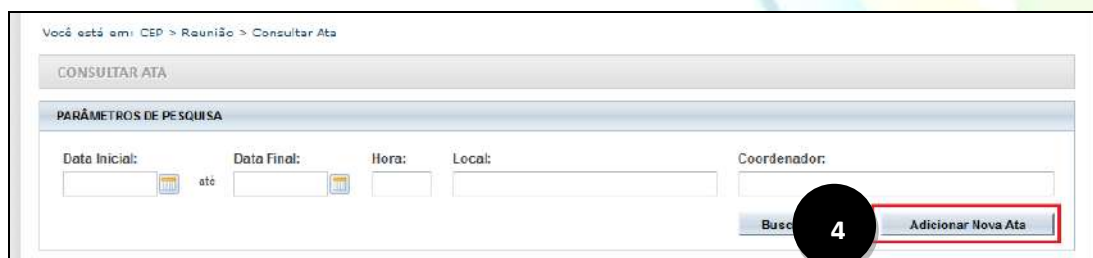 Você está em: CEP > Reunião > Consultar Ata
CONSULTAR ATA
PARÂMETROS DE PESQUISA
Data Inicial: Data Final: Hora: Local: Coordenador:
até
4 Adicionar Nova Ata